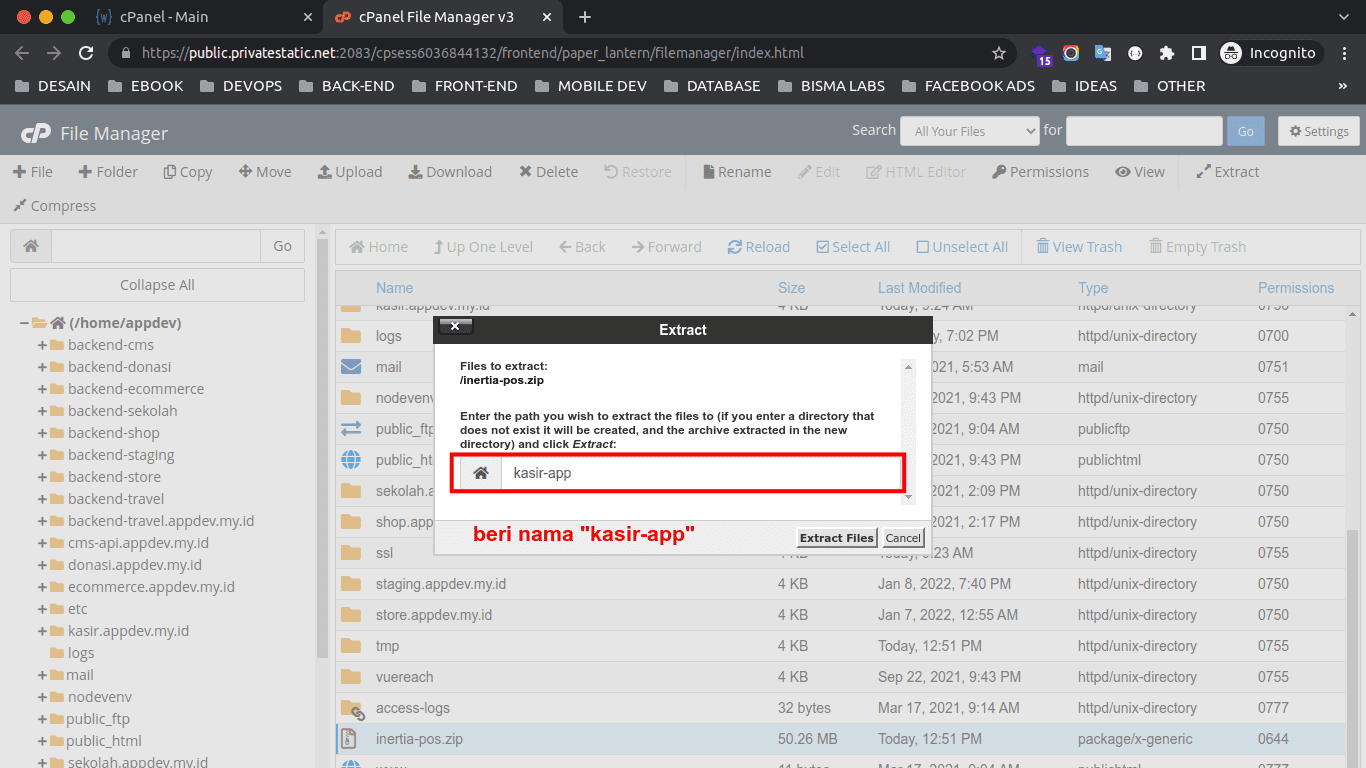 cPanel - Main
cPanel File Manager v3
https://public.privatestatic.net:2083/cpsess6036844132/frontend/paper_lantern/filemanager/index.html
15
Incognito
DESAIN EBOOK DEVOPS BACK-END FRONT-END MOBILE DEV DATABASE BISMA LABS FACEBOOK ADS IDEAS OTHER »
cP File Manager
Search All Your Files for Go Settings
File Folder Copy Move Upload Download Delete Restore Rename Edit HTML Editor Permissions View Extract
Compress
Go
Collapse All
(/home/appdev)
backend-cms
backend-donasi
backend-ecommerce
backend-sekolah
backend-shop
backend-staging
backend-store
backend-travel
backend-travel.appdev.my.id
cms-api.appdev.my.id
donasi.appdev.my.id
ecommerce.appdev.my.id
etc
kasir.appdev.my.id
logs
mail
nodevenv
public_ftp
public_html
sekolah.appdev.my.id
Home Up One Level Back Forward Reload Select All Unselect All View Trash Empty Trash
Name Size Last Modified Type Permissions
kasir.appdev.my.id 4 KB Today, 9:24 AM httpd/unix-directory 0750
logs y, 7:02 PM httpd/unix-directory 0700
mail 021, 5:53 AM mail 0751
nodevenv 2021, 9:43 PM httpd/unix-directory 0755
public_ftp 2021, 9:04 AM publicftp 0750
public_ht 2021, 9:43 PM publichtml 0750
sekolah.a 2021, 2:09 PM httpd/unix-directory 0750
shop.app 2021, 2:17 PM httpd/unix-directory 0750
ssl 4 KB Today, 9:23 AM httpd/unix-directory 0755
staging.appdev.my.id 4 KB Jan 8, 2022, 7:40 PM httpd/unix-directory 0750
store.appdev.my.id 4 KB Jan 7, 2022, 12:55 AM httpd/unix-directory 0750
tmp 4 KB Today, 12:51 PM httpd/unix-directory 0755
vuereach 4 KB Sep 22, 2021, 9:43 PM httpd/unix-directory 0755
access-logs 32 bytes Mar 17, 2021, 9:14 AM httpd/unix-directory 0777
inertia-pos.zip 50.26 MB Today, 12:51 PM package/x-generic 0644
www 11 bytes Mar 17, 2021, 9:04 AM httpd/unix-directory 0777
Extract
Files to extract:
/inertia-pos.zip
Enter the path you wish to extract the files to (if you enter a directory that
does not exist it will be created, and the archive extracted in the new
directory) and click Extract:
kasir-app
beri nama "kasir-app"
Extract Files Cancel